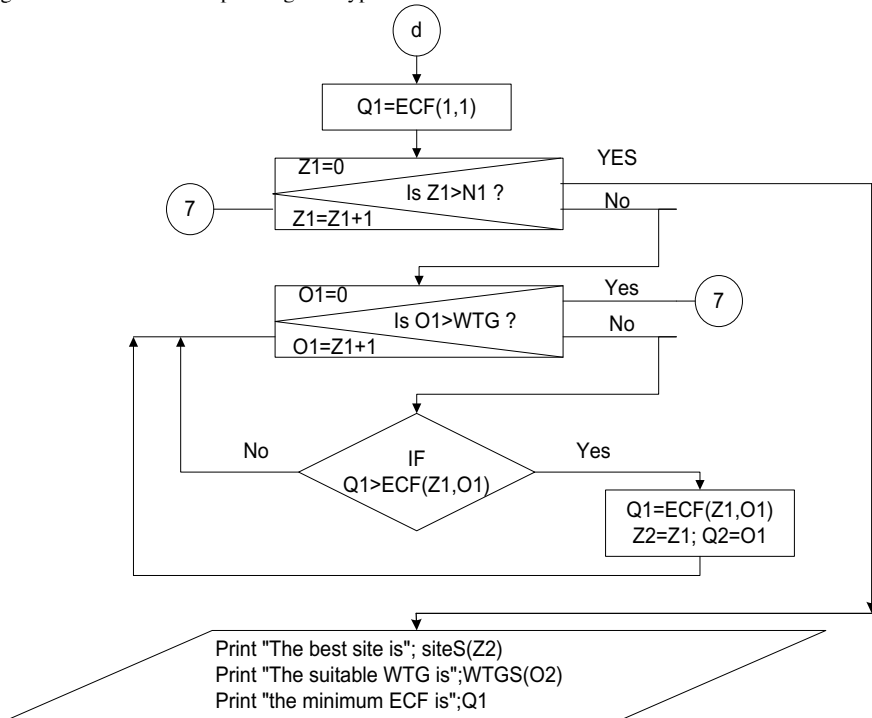 d
Q1=ECF(1,1)
Z1=0
YES
Is Z1>N1 ?
No
7
Z1=Z1+1
O1=0
Yes
7
Is O1>WTG ?
No
O1=Z1+1
No
IF
Yes
Q1>ECF(Z1,O1)
Q1=ECF(Z1,O1)
Z2=Z1; Q2=O1
Print "The best site is"; siteS(Z2)
Print "The suitable WTG is";WTGS(O2)
Print "the minimum ECF is";Q1